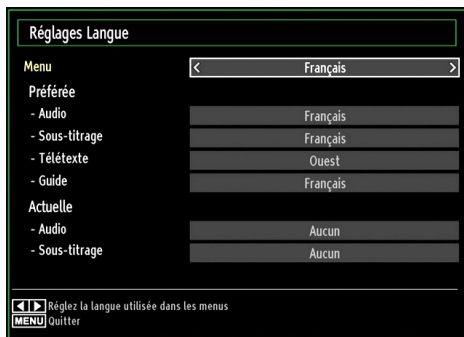 Réglages Langue
Menu < Français >
Préférée
- Audio Français
- Sous-titrage Français
- Télétexte Ouest
- Guide Français
Actuelle
- Audio Aucun
- Sous-titrage Aucun
◄ ► Réglez la langue utilisée dans les menus
MENU Quitter